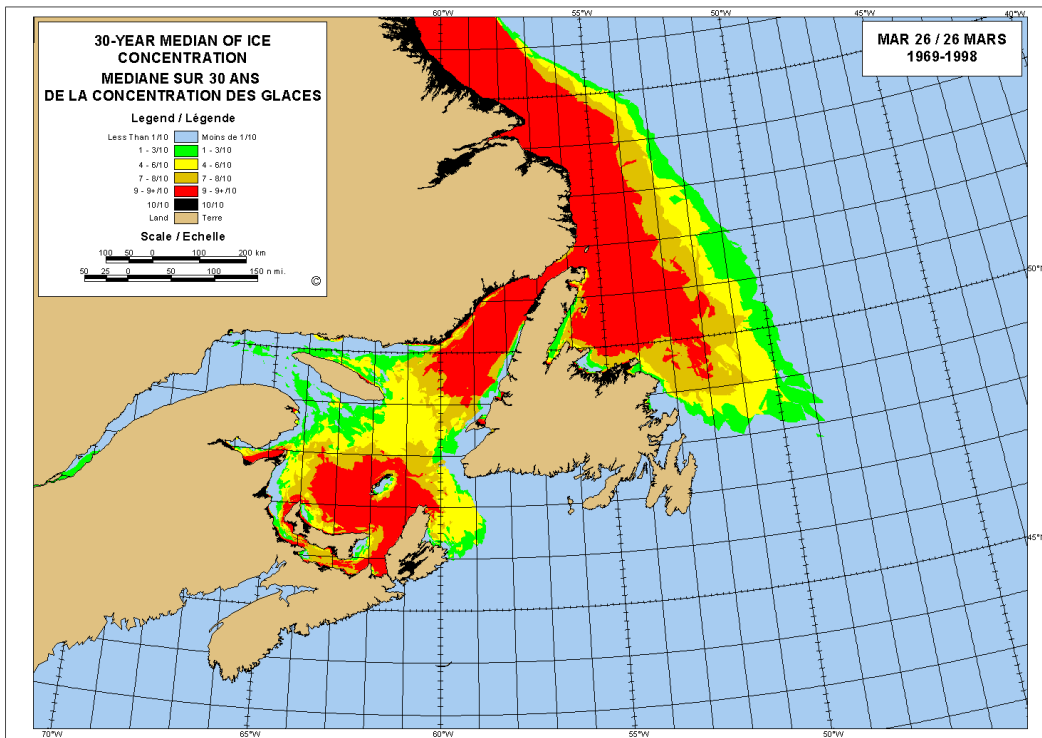 60°W 55°W 50°W 45°W 40°W
30-YEAR MEDIAN OF ICE
CONCENTRATION
MEDIANE SUR 30 ANS
DE LA CONCENTRATION DES GLACES
Legend / Légende
Less Than 1/10 Moins de 1/10
1 - 3/10 1 - 3/10
4 - 6/10 4 - 6/10
7 - 8/10 7 - 8/10
9 - 9+/10 9 - 9+/10
10/10 10/10
Land Terre
Scale / Echelle
100 50 0 100 200 km
50 25 0 50 100 150 n mi.
©
MAR 26 / 26 MARS
1969-1998
50°N
45°N
70°W 65°W 60°W 55°W 50°W